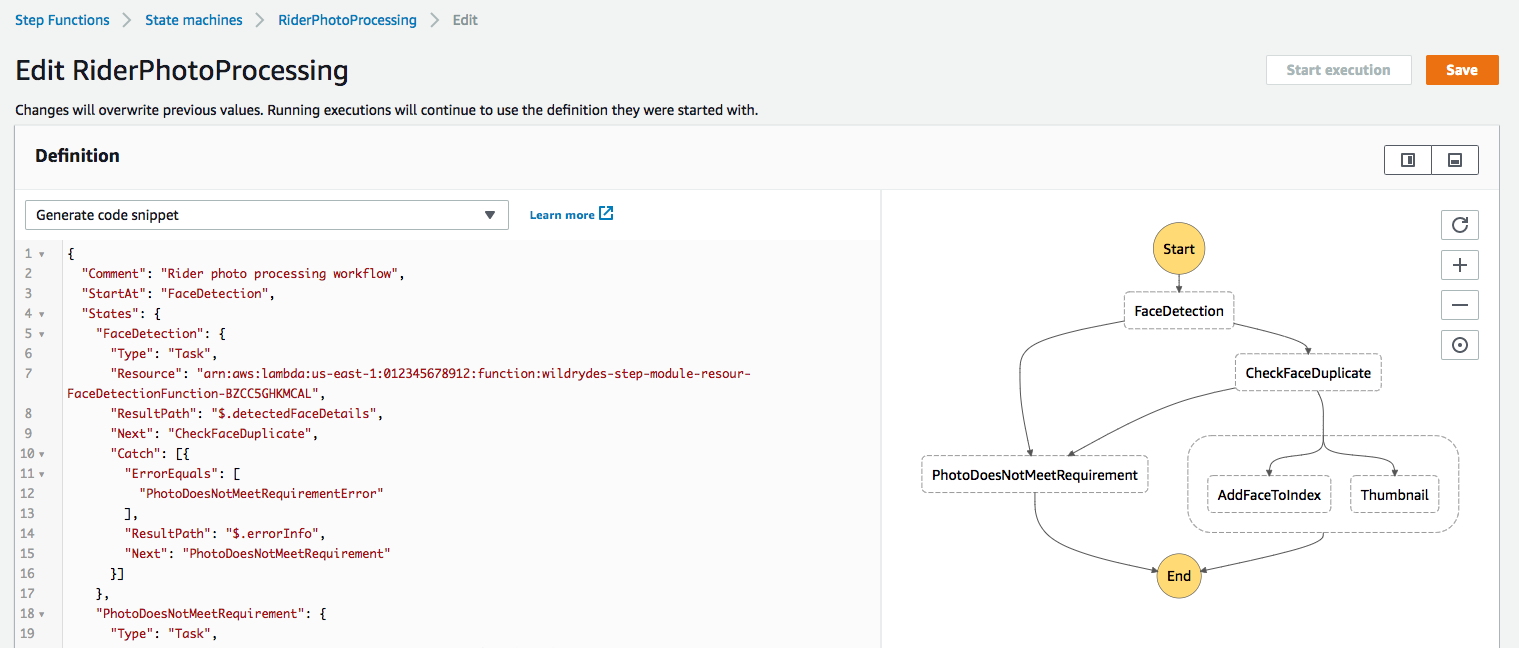 Step Functions > State machines > RiderPhotoProcessing > Edit
Edit RiderPhotoProcessing
Start execution
Save
Changes will overwrite previous values. Running executions will continue to use the definition they were started with.
Definition
Generate code snippet
Learn more
1 {
2 "Comment": "Rider photo processing workflow",
3 "StartAt": "FaceDetection",
4 "States": {
5 "FaceDetection": {
6 "Type": "Task",
7 "Resource": "arn:aws:lambda:us-east-1:012345678912:function:wildrydes-step-module-resour-
FaceDetectionFunction-BZCC5GHKMCAL",
8 "ResultPath": "$.detectedFaceDetails",
9 "Next": "CheckFaceDuplicate",
10 "Catch": [{
11 "ErrorEquals": [
12 "PhotoDoesNotMeetRequirementError"
13 ],
14 "ResultPath": "$.errorInfo",
15 "Next": "PhotoDoesNotMeetRequirement"
16 }]
17 },
18 "PhotoDoesNotMeetRequirement": {
19 "Type": "Task",
Start
FaceDetection
CheckFaceDuplicate
PhotoDoesNotMeetRequirement
AddFaceToIndex
Thumbnail
End